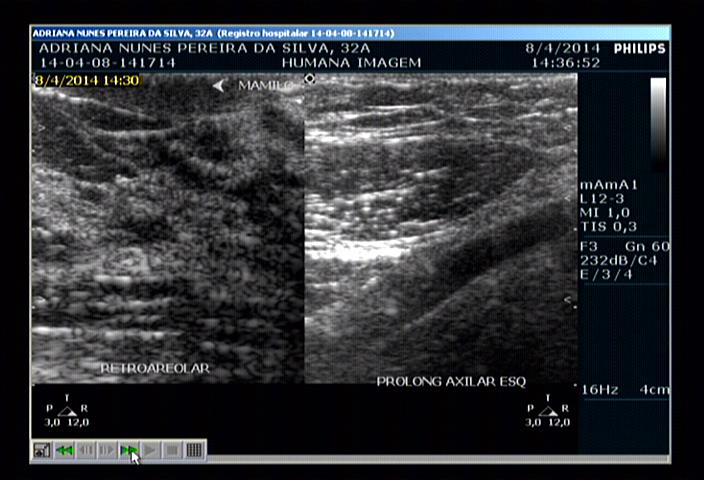 ADRIANA NUNES PEREIRA DA SILVA, 32A (Registro hospitalar 14-04-08-141714)
ADRIANA NUNES PEREIRA DA SILVA, 32A 8/4/2014 PHILIPS
14-04-08-141714 HUMANA IMAGEM 14:36:52
8/4/2014 14:30
MAMILO
mAmA1
L12-3
MI 1,0
TIS 0,3
F3 Gn 60
232dB/C4
E/3/4
RETROAREOLAR
PROLONG AXILAR ESQ
16Hz 4cm
T
P R
3,0 12,0
T
P R
3,0 12,0